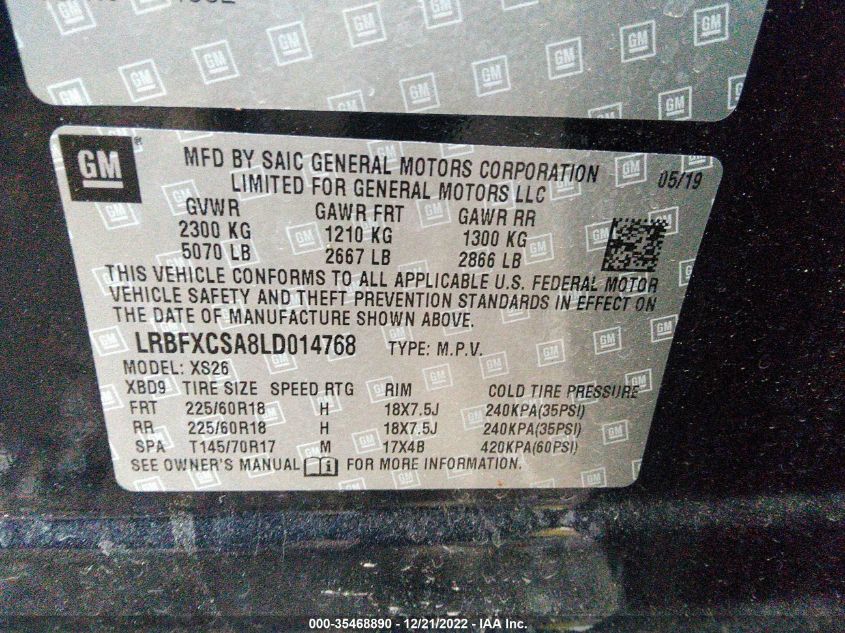 GM
MFD BY SAIC GENERAL MOTORS CORPORATION
LIMITED FOR GENERAL MOTORS LLC
05/19
GVWR GAWR FRT GAWR RR
2300 KG 1210 KG 1300 KG
5070 LB 2667 LB 2866 LB
THIS VEHICLE CONFORMS TO ALL APPLICABLE U.S. FEDERAL MOTOR
VEHICLE SAFETY AND THEFT PREVENTION STANDARDS IN EFFECT ON
THE DATE OF MANUFACTURE SHOWN ABOVE.
LRBFXCSA8LD014768 TYPE: M.P.V.
MODEL: XS26
XBD9 TIRE SIZE SPEED RTG RIM COLD TIRE PRESSURE
FRT 225/60R18 H 18X7.5J 240KPA(35PSI)
RR 225/60R18 H 18X7.5J 240KPA(35PSI)
SPA T145/70R17 M 17X4B 420KPA(60PSI)
SEE OWNER'S MANUAL FOR MORE INFORMATION.
000-35468890 - 12/21/2022 - IAA Inc.